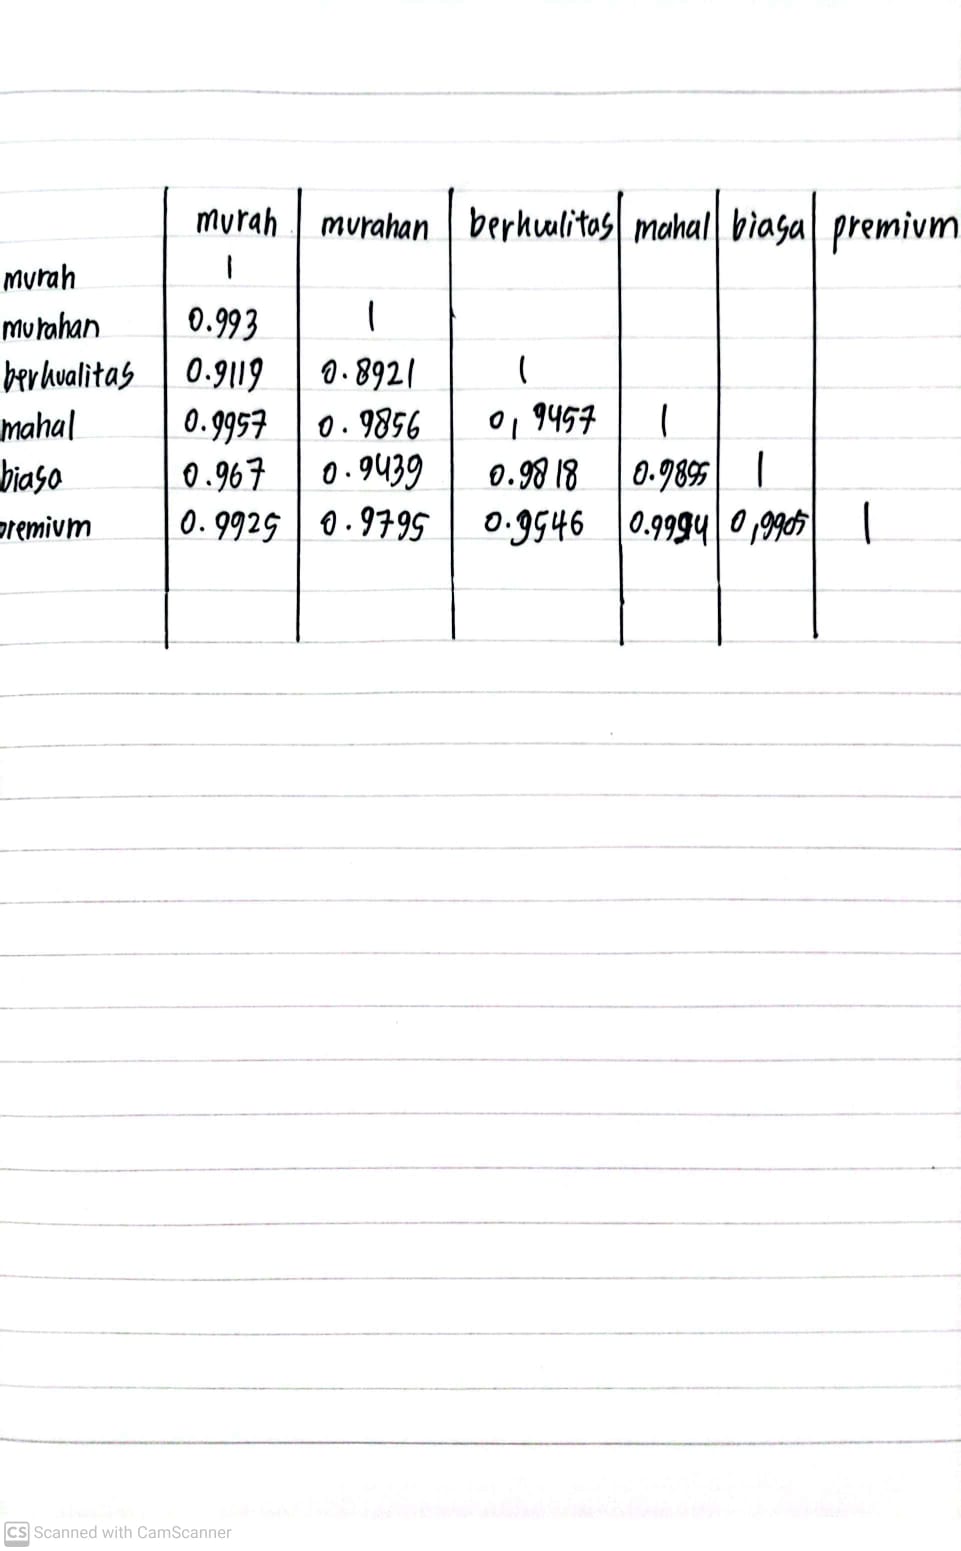 murah murahan berkualitas mahal biasa premium
murah 1
murahan 0.993 1
berkualitas 0.9119 0.8921 1
mahal 0.9957 0.9856 0,9457 1
biasa 0.967 0.9439 0.9818 0.9895 1
premium 0.9925 0.9795 0.9546 0.9994 0,9905 1
CS Scanned with CamScanner